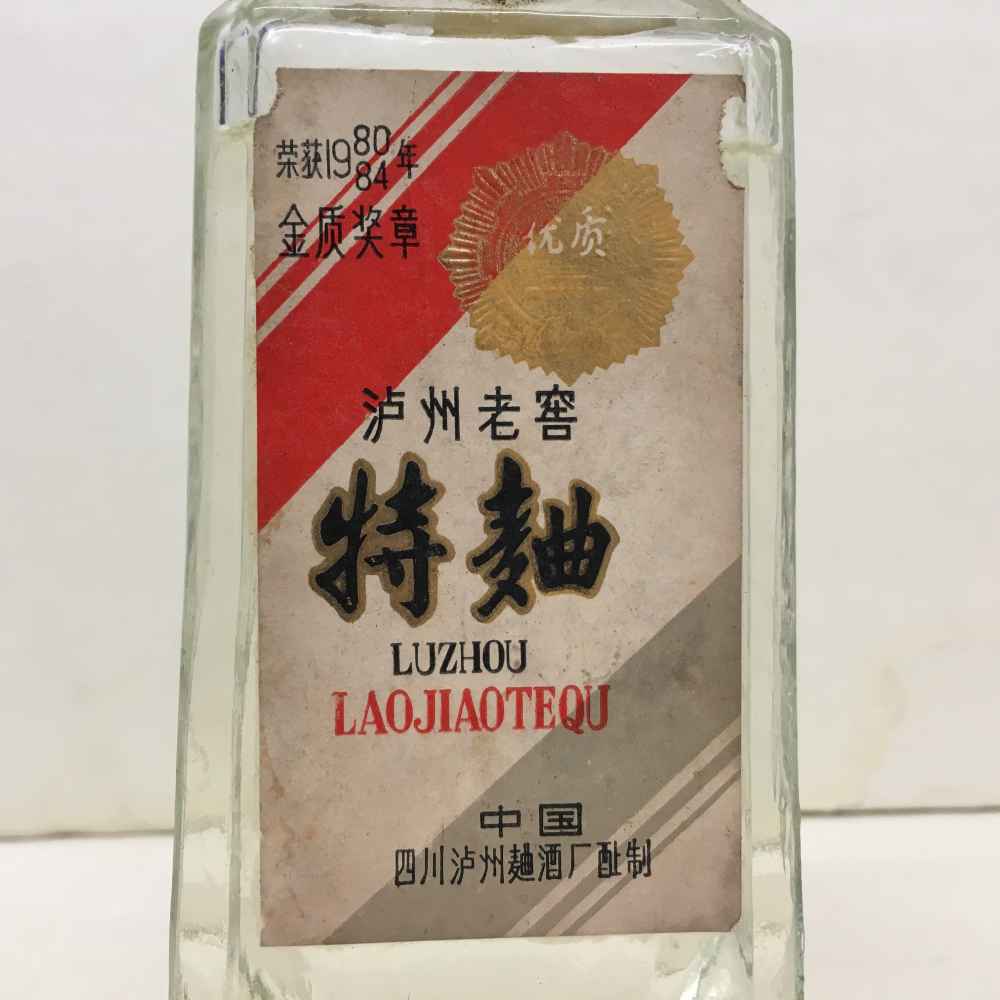 荣获1980 84年
金质奖章
优质
泸州老窖
特麯
LUZHOU
LAOJIAOTEQU
中国
四川泸州麯酒厂酿制